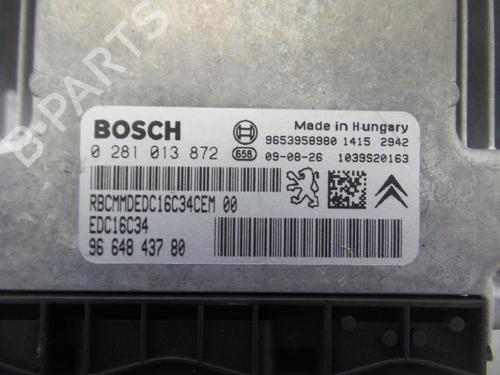 B-PARTS
BOSCH
Made in Hungary
9653958980 1415 2942
0 281 013 872
658
09-08-26 1039S20163
RBCMMDEDC16C34CEM 00
EDC16C34
96 648 437 80